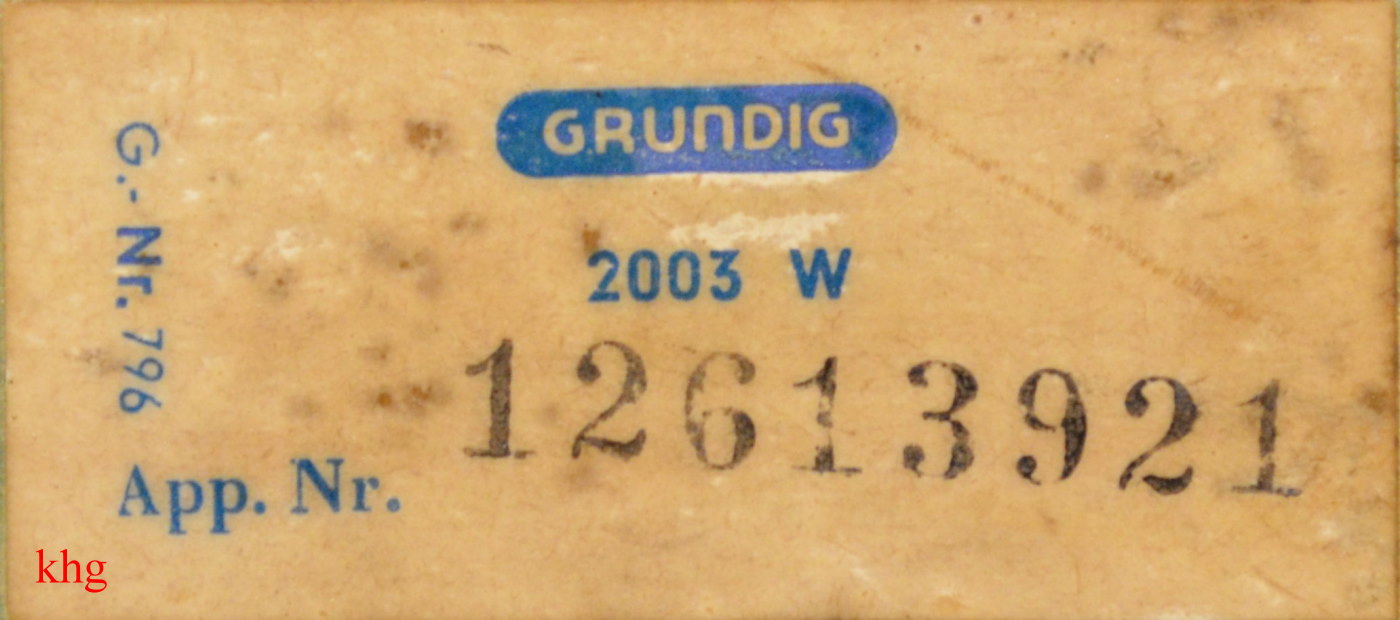 GRUNDIG
2003 W
G.-Nr. 796
12613921
App. Nr.
khg